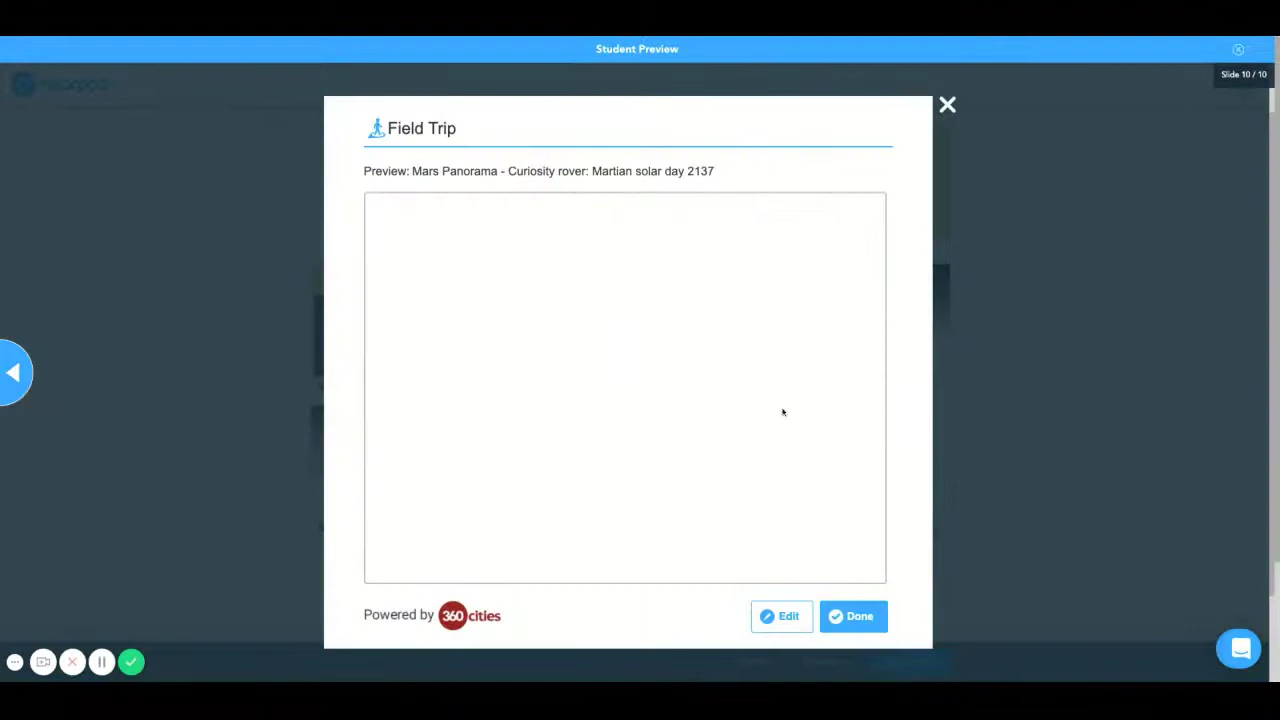 Student Preview
Slide 10 / 10
Field Trip
Preview: Mars Panorama - Curiosity rover: Martian solar day 2137
Powered by 360 cities
Edit
Done